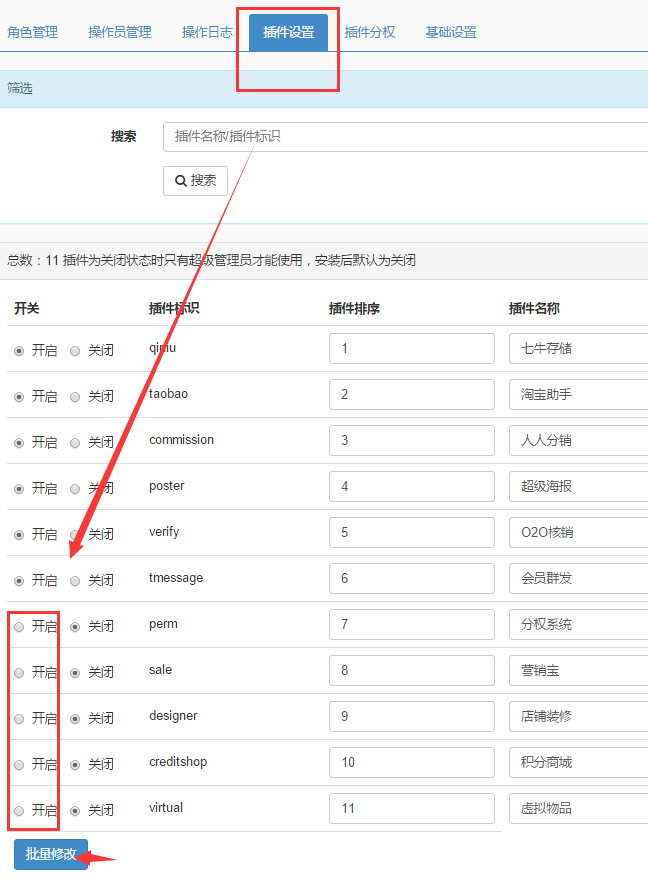 角色管理 操作员管理 操作日志 插件设置 插件分权 基础设置
筛选
搜索 插件名称/插件标识
搜索
总数：11 插件为关闭状态时只有超级管理员才能使用，安装后默认为关闭
开关 插件标识 插件排序 插件名称
开启 关闭 qiniu 1 七牛存储
开启 关闭 taobao 2 淘宝助手
开启 关闭 commission 3 人人分销
开启 关闭 poster 4 超级海报
开启 关闭 verify 5 O2O核销
开启 关闭 tmessage 6 会员群发
开启 关闭 perm 7 分权系统
开启 关闭 sale 8 营销宝
开启 关闭 designer 9 店铺装修
开启 关闭 creditshop 10 积分商城
开启 关闭 virtual 11 虚拟物品
批量修改